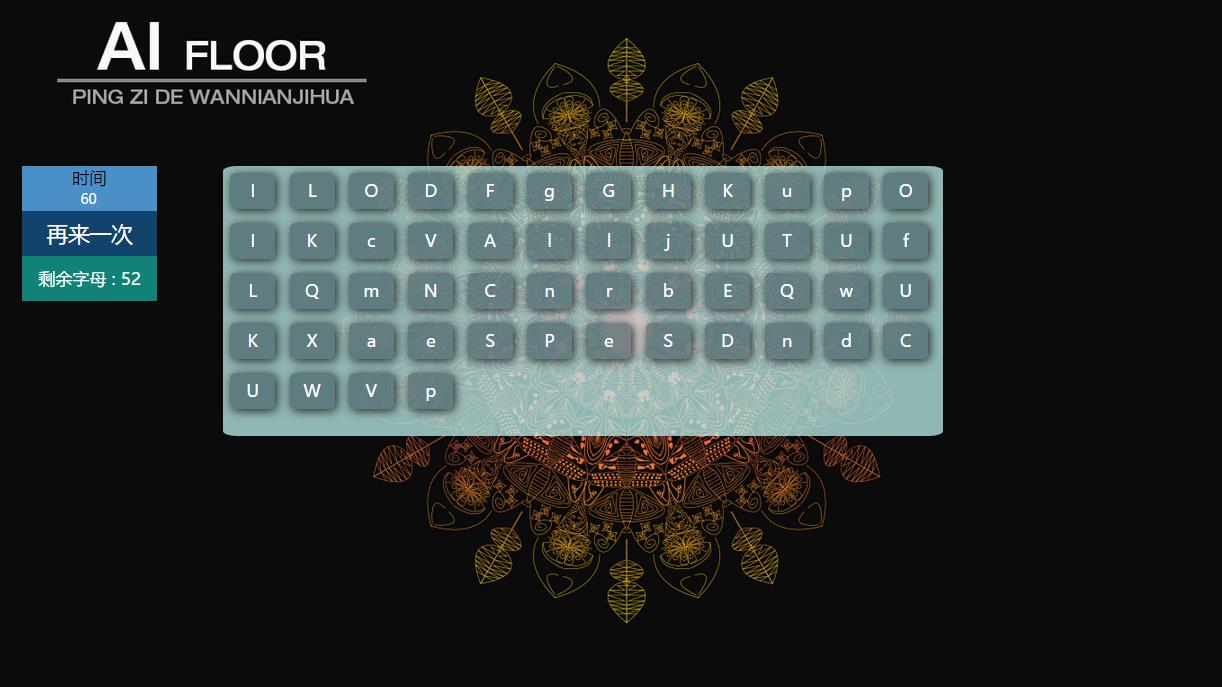 AI FLOOR
PING ZI DE WANNIANJIHUA
时间
60
再来一次
剩余字母 : 52
I L O D F g G H K u p O
I K c V A l l j U T U f
L Q m N C n r b E Q w U
K X a e S P e S D n d C
U W V p